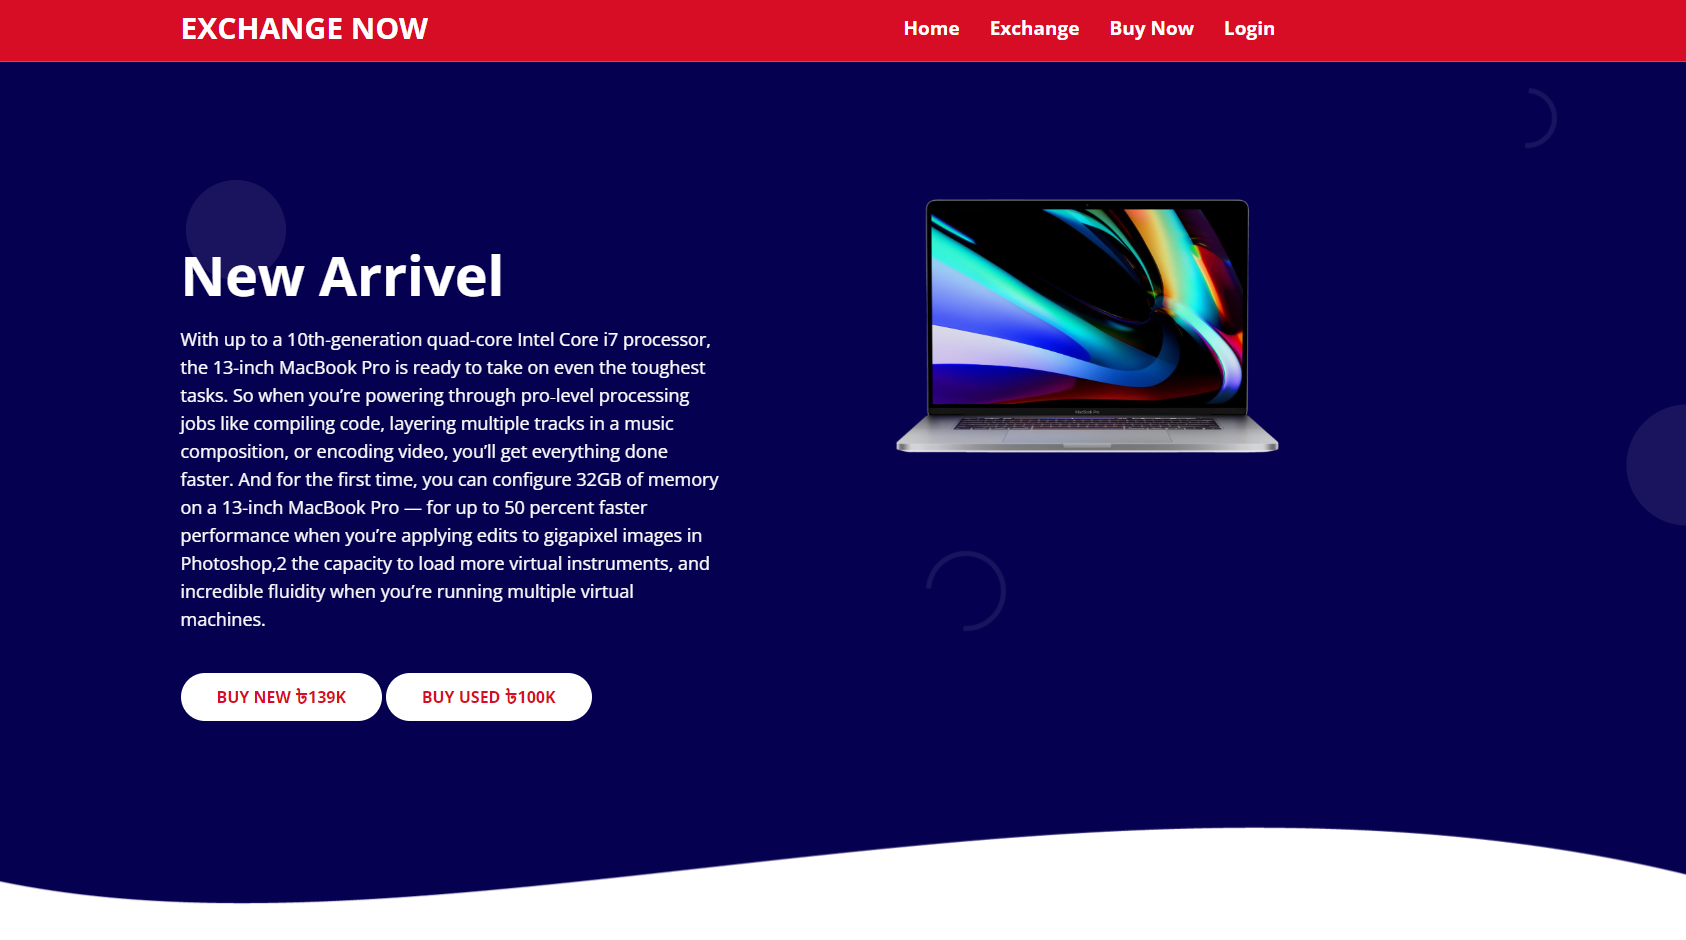 EXCHANGE NOW
Home Exchange Buy Now Login
New Arrivel
With up to a 10th-generation quad-core Intel Core i7 processor,
the 13-inch MacBook Pro is ready to take on even the toughest
tasks. So when you’re powering through pro-level processing
jobs like compiling code, layering multiple tracks in a music
composition, or encoding video, you’ll get everything done
faster. And for the first time, you can configure 32GB of memory
on a 13-inch MacBook Pro — for up to 50 percent faster
performance when you’re applying edits to gigapixel images in
Photoshop,2 the capacity to load more virtual instruments, and
incredible fluidity when you’re running multiple virtual
machines.
BUY NEW ৳139K BUY USED ৳100K
MacBook Pro